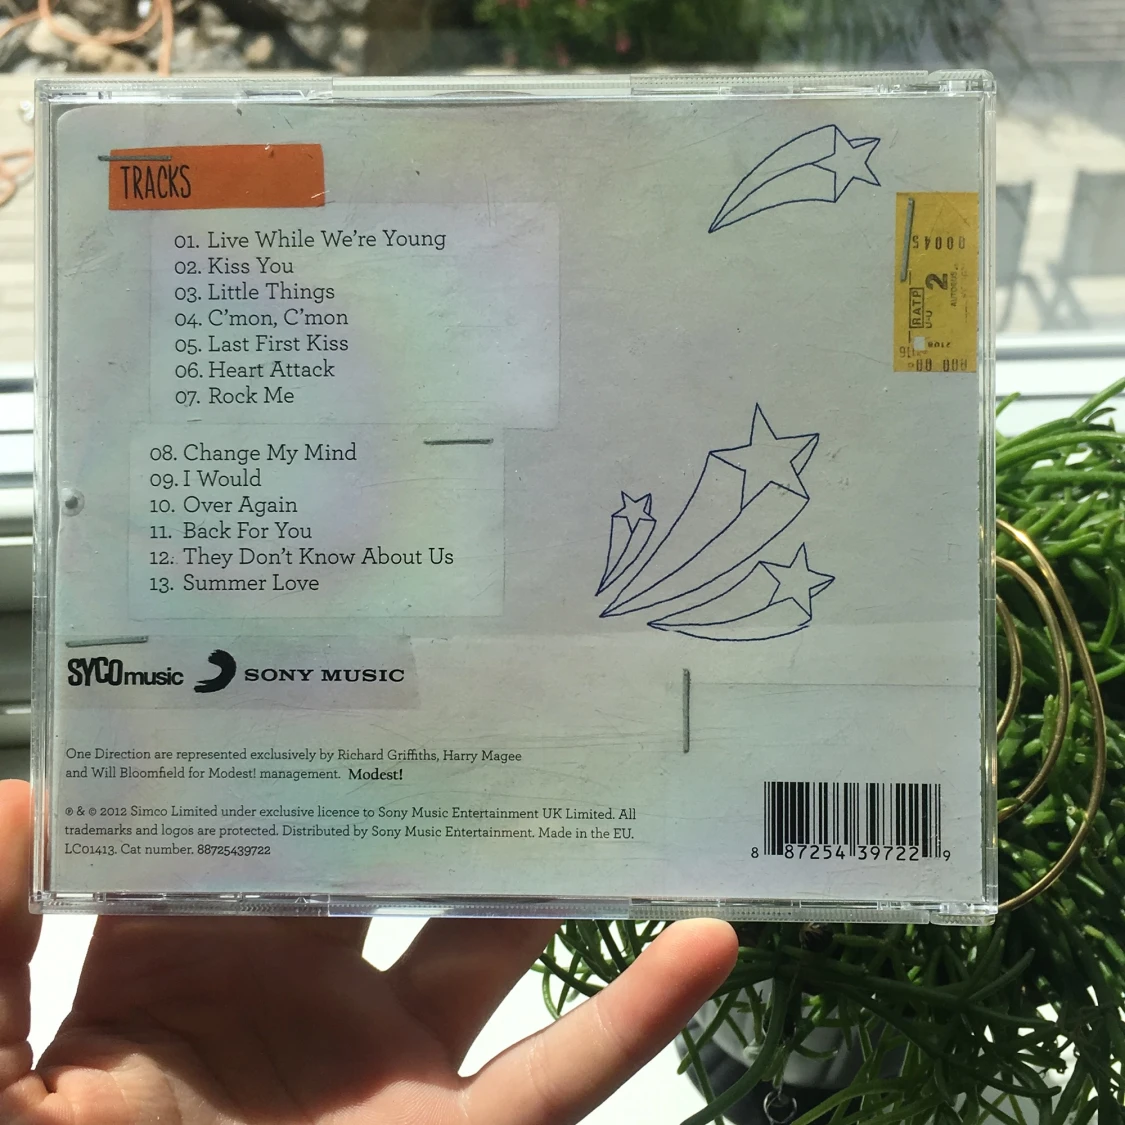 TRACKS
01. Live While We're Young
02. Kiss You
03. Little Things
04. C'mon, C'mon
05. Last First Kiss
06. Heart Attack
07. Rock Me
08. Change My Mind
09. I Would
10. Over Again
11. Back For You
12. They Don't Know About Us
13. Summer Love
00045
RATP
2
SYCOmusic SONY MUSIC
One Direction are represented exclusively by Richard Griffiths, Harry Magee
and Will Bloomfield for Modest! management. Modest!
℗ & © 2012 Simco Limited under exclusive licence to Sony Music Entertainment UK Limited. All
trademarks and logos are protected. Distributed by Sony Music Entertainment. Made in the EU.
LC01413. Cat number. 88725439722
8 87254 39722 9